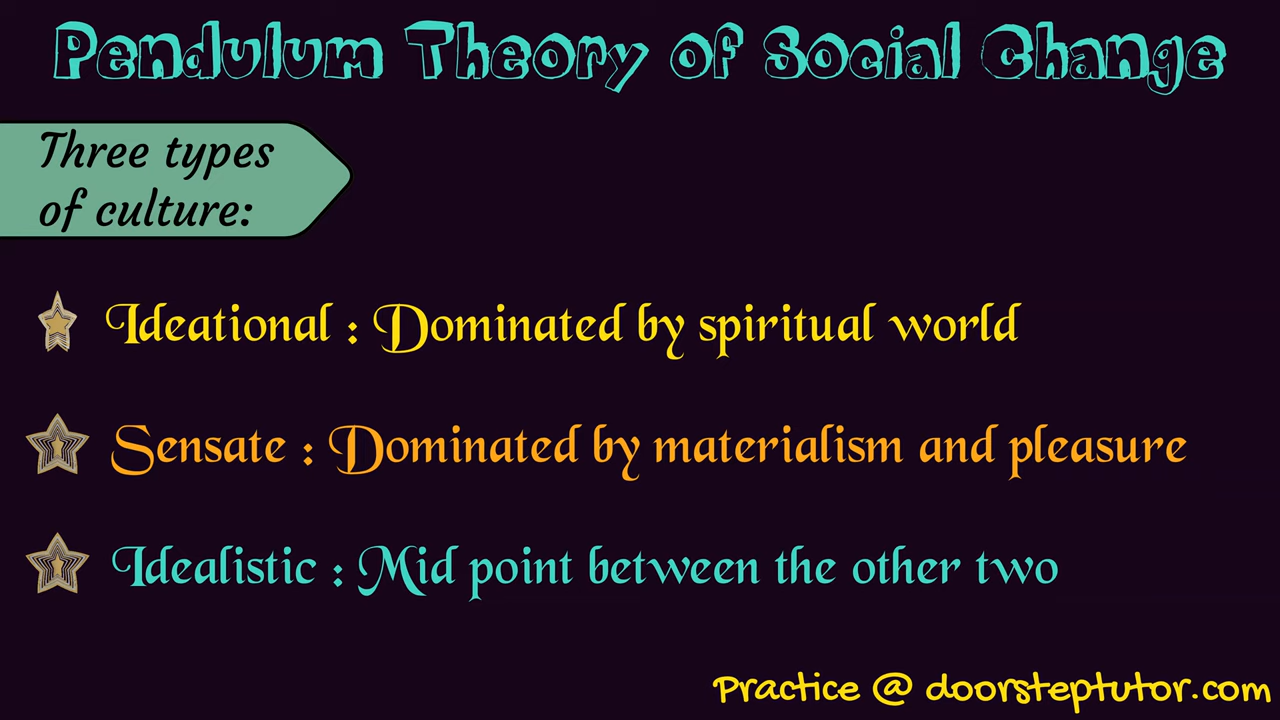 Pendulum Theory of Social Change
Three types
of culture:
Ideational : Dominated by spiritual world
Sensate : Dominated by materialism and pleasure
Idealistic : Mid point between the other two
Practice @ doorsteptutor.com